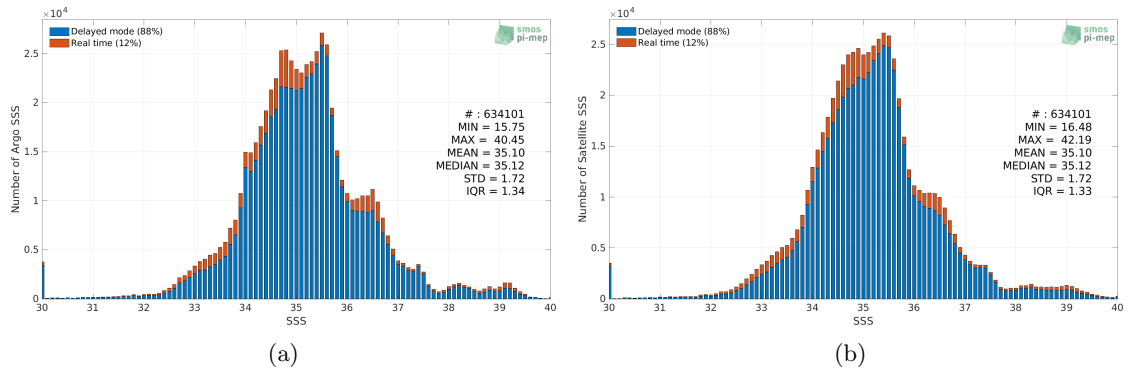 ×10⁴
Delayed mode (88%)
Real time (12%)
smos
pi-mep
# : 634101
MIN = 15.75
MAX = 40.45
MEAN = 35.10
MEDIAN = 35.12
STD = 1.72
IQR = 1.34
Number of Argo SSS
2.5
2
1.5
1
0.5
0
30 31 32 33 34 35 36 37 38 39 40
SSS
(a)
×10⁴
Delayed mode (88%)
Real time (12%)
smos
pi-mep
# : 634101
MIN = 16.48
MAX = 42.19
MEAN = 35.10
MEDIAN = 35.12
STD = 1.72
IQR = 1.33
Number of Satellite SSS
2.5
2
1.5
1
0.5
0
30 31 32 33 34 35 36 37 38 39 40
SSS
(b)